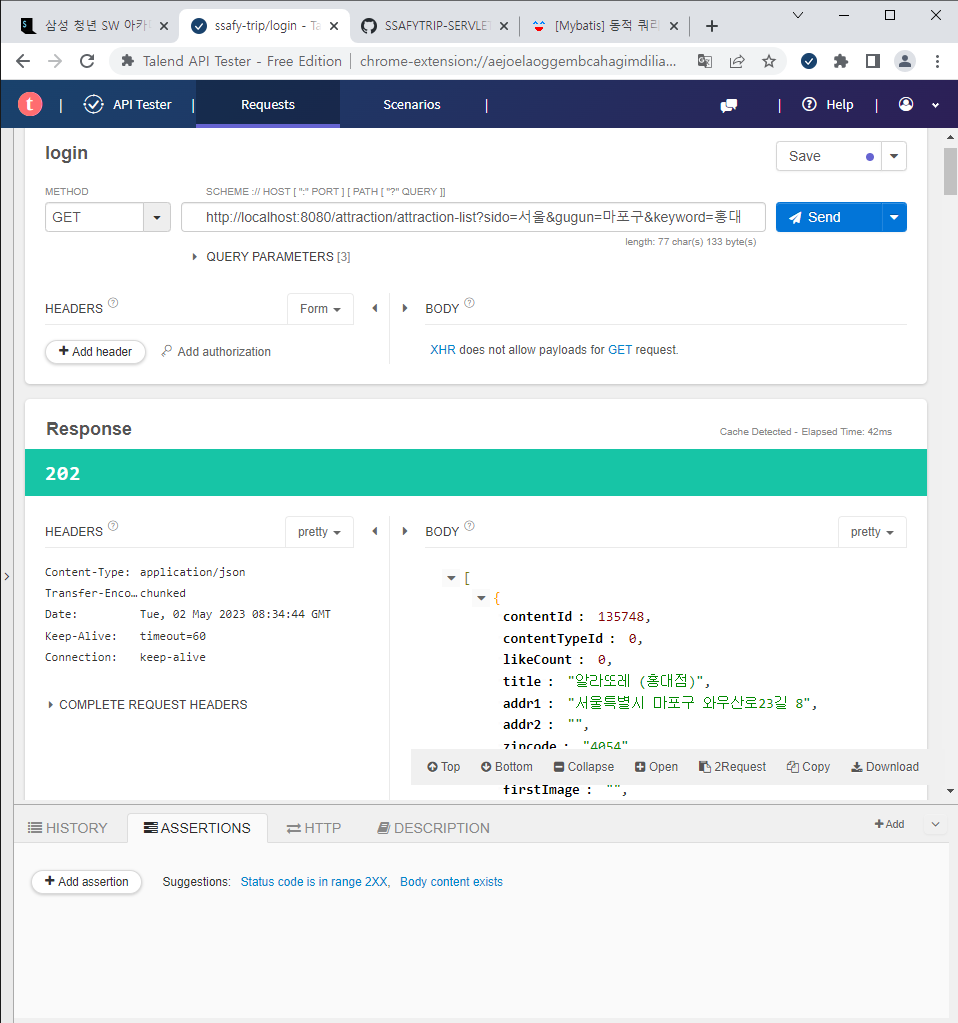 삼성 청년 SW 아카
ssafy-trip/login - Ta
SSAFYTRIP-SERVLET
[Mybatis] 동적 쿼리
Talend API Tester - Free Edition | chrome-extension://aejoelaoggembcahagimdilia...
t | API Tester | Requests Scenarios | | Help |
login
Save
METHOD
SCHEME :// HOST [ ":" PORT ] [ PATH [ "?" QUERY ]]
GET
http://localhost:8080/attraction/attraction-list?sido=서울&gugun=마포구&keyword=홍대
Send
length: 77 char(s) 133 byte(s)
QUERY PARAMETERS [3]
HEADERS ?
Form
BODY ?
+ Add header
Add authorization
XHR does not allow payloads for GET request.
Response
Cache Detected - Elapsed Time: 42ms
202
HEADERS ?
pretty
BODY ?
pretty
Content-Type: application/json
Transfer-Enco… chunked
Date: Tue, 02 May 2023 08:34:44 GMT
Keep-Alive: timeout=60
Connection: keep-alive
COMPLETE REQUEST HEADERS
[
{
contentId : 135748,
contentTypeId : 0,
likeCount : 0,
title : "알라또레 (홍대점)",
addr1 : "서울특별시 마포구 와우산로23길 8",
addr2 : "",
zipcode : "4054"
Top Bottom Collapse Open 2Request Copy Download
firstImage : "",
HISTORY ASSERTIONS HTTP DESCRIPTION
+ Add
+ Add assertion
Suggestions: Status code is in range 2XX, Body content exists